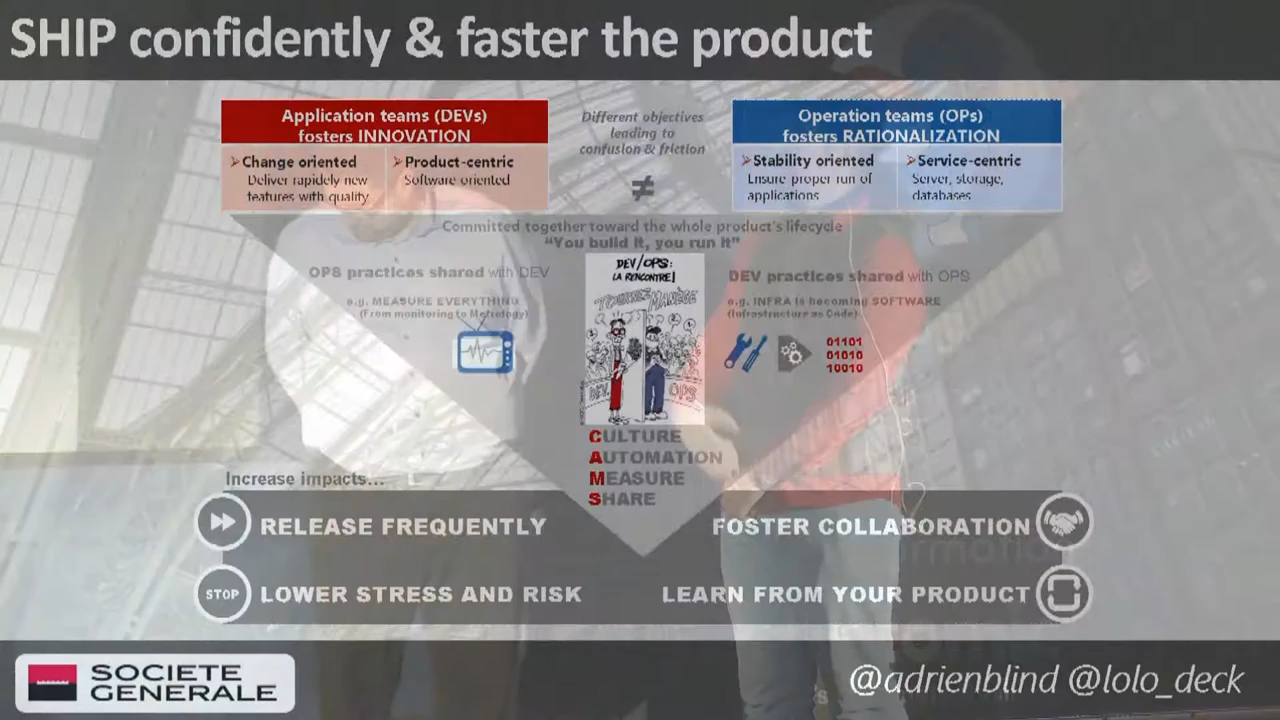 SHIP confidently & faster the product
Application teams (DEVs)
fosters INNOVATION
Change oriented
Deliver rapidely new
features with quality
Product-centric
Software oriented
Different objectives
leading to
confusion & friction
≠
Operation teams (OPs)
fosters RATIONALIZATION
Stability oriented
Ensure proper run of
applications
Service-centric
Server, storage,
databases
Committed together toward the whole product's lifecycle
“You build it, you run it”
OPS practices shared with DEV
e.g. MEASURE EVERYTHING
(From monitoring to Metrology)
DEV/OPS:
LA RENCONTRE!
TOURNEZ MANÈGE
DEV
OPS
DEV practices shared with OPS
e.g. INFRA is becoming SOFTWARE
(Infrastructure as Code)
01101
01010
10010
CULTURE
AUTOMATION
MEASURE
SHARE
Increase impacts...
RELEASE FREQUENTLY
FOSTER COLLABORATION
STOP
LOWER STRESS AND RISK
LEARN FROM YOUR PRODUCT
SOCIETE
GENERALE
@adrienblind @lolo_deck